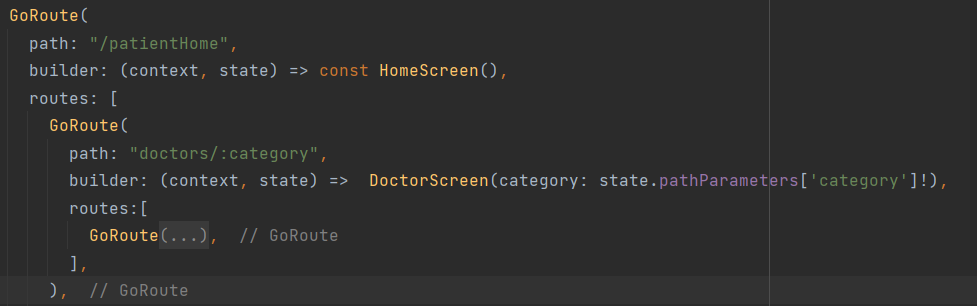 GoRoute(
  path: "/patientHome",
  builder: (context, state) => const HomeScreen(),
  routes: [
    GoRoute(
      path: "doctors/:category",
      builder: (context, state) =>  DoctorScreen(category: state.pathParameters['category']!),
      routes:[
        GoRoute(...),  // GoRoute
      ],
    ),  // GoRoute